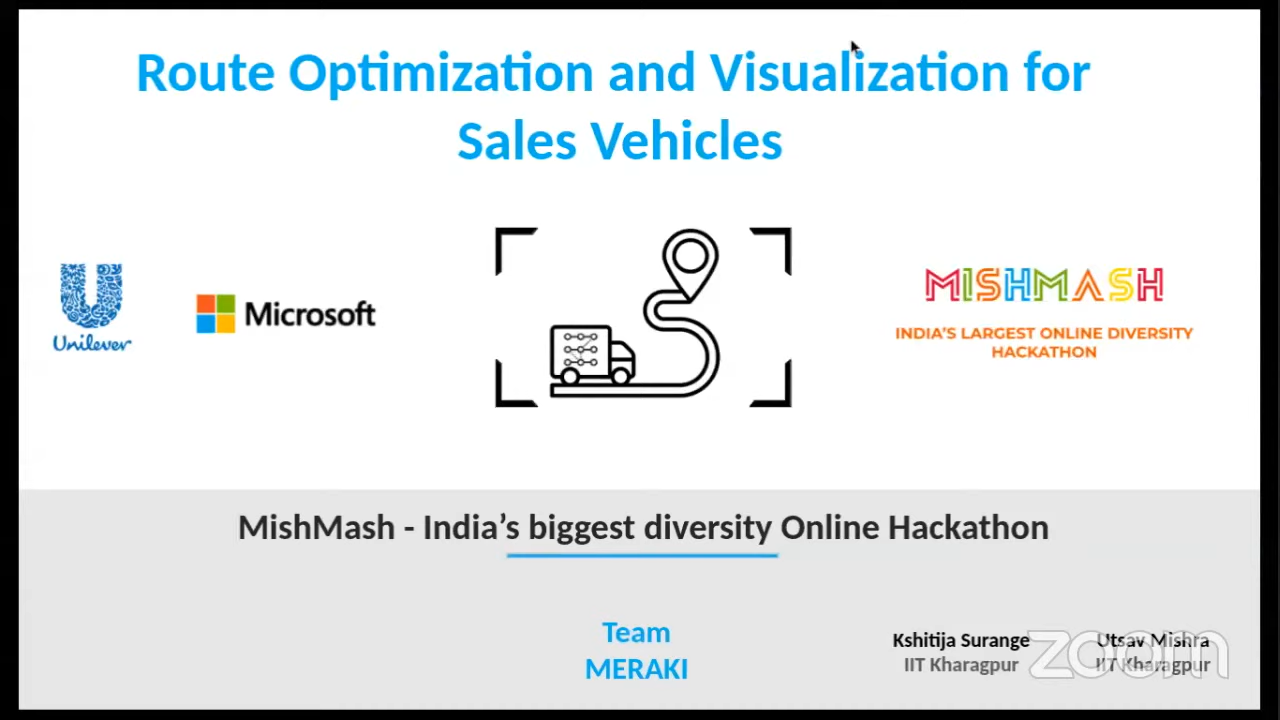 Route Optimization and Visualization for
Sales Vehicles
Unilever
Microsoft
MISHMASH
INDIA'S LARGEST ONLINE DIVERSITY
HACKATHON
MishMash - India’s biggest diversity Online Hackathon
Team
MERAKI
Kshitija Surange
IIT Kharagpur
Utsav Mishra
IIT Kharagpur
zoom